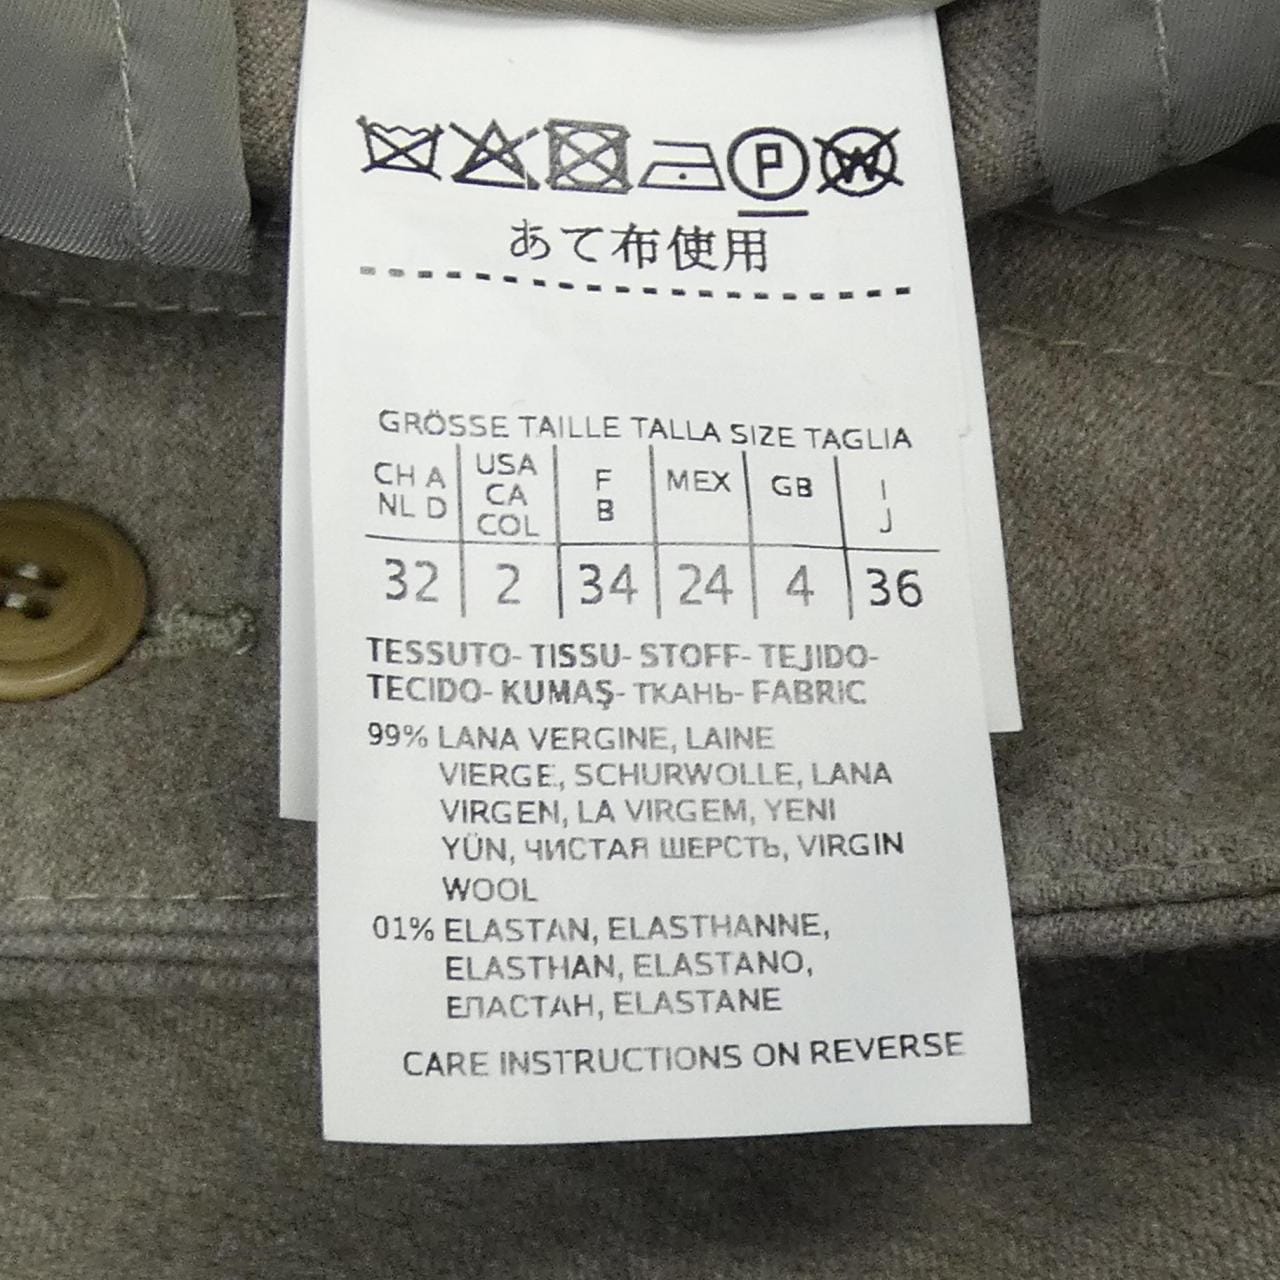 P W
あて布使用
GRÖSSE TAILLE TALLA SIZE TAGLIA
CH A NL D USA CA COL F B MEX GB I J
32 2 34 24 4 36
TESSUTO- TISSU- STOFF- TEJIDO-
TECIDO- KUMAŞ- ТКАНЬ- FABRIC
99% LANA VERGINE, LAINE
VIERGE, SCHURWOLLE, LANA
VIRGEN, LA VIRGEM, YENI
YÜN, ЧИСТАЯ ШЕРСТЬ, VIRGIN
WOOL
01% ELASTAN, ELASTHANNE,
ELASTHAN, ELASTANO,
ЕПАСТАН, ELASTANE
CARE INSTRUCTIONS ON REVERSE